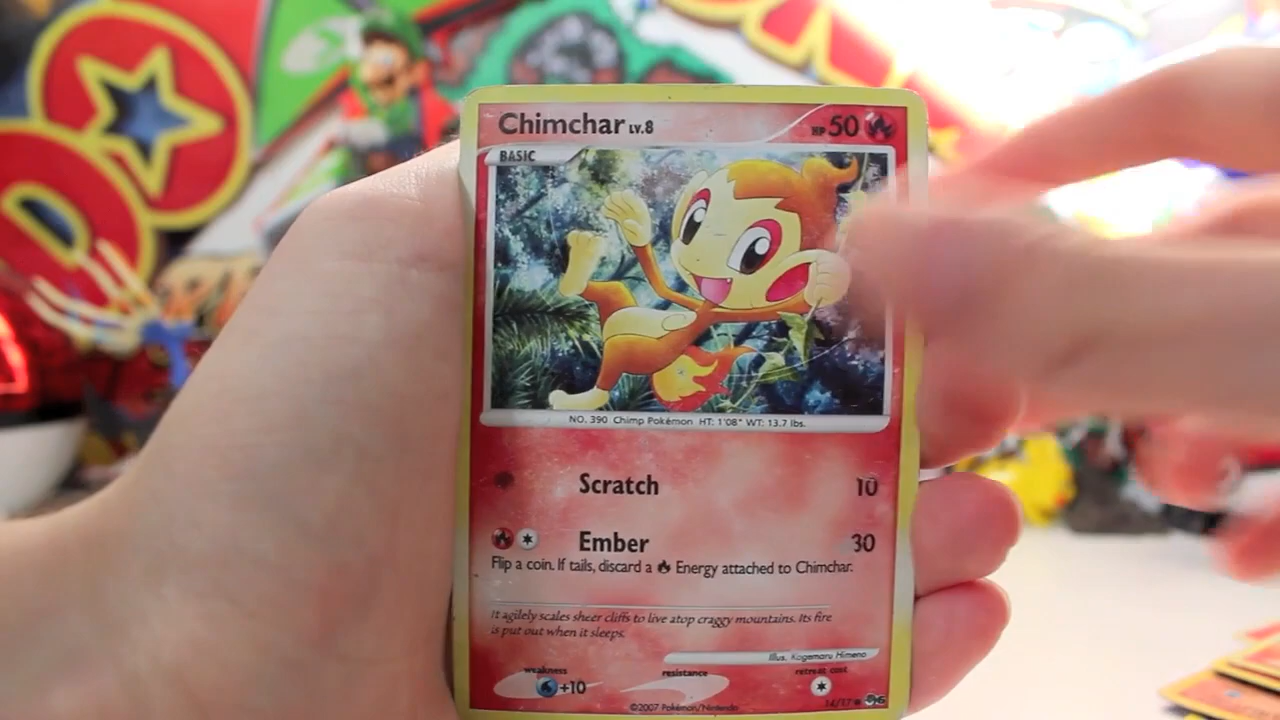 Chimchar LV.8 HP 50
BASIC
NO. 390 Chimp Pokémon HT: 1'08" WT: 13.7 lbs.
Scratch 10
Ember 30
Flip a coin. If tails, discard a Energy attached to Chimchar.
It agilely scales sheer cliffs to live atop craggy mountains. Its fire
is put out when it sleeps.
Illus. Kagemaru Himeno
weakness resistance retreat cost
+10
14/17
©2007 Pokémon/Nintendo